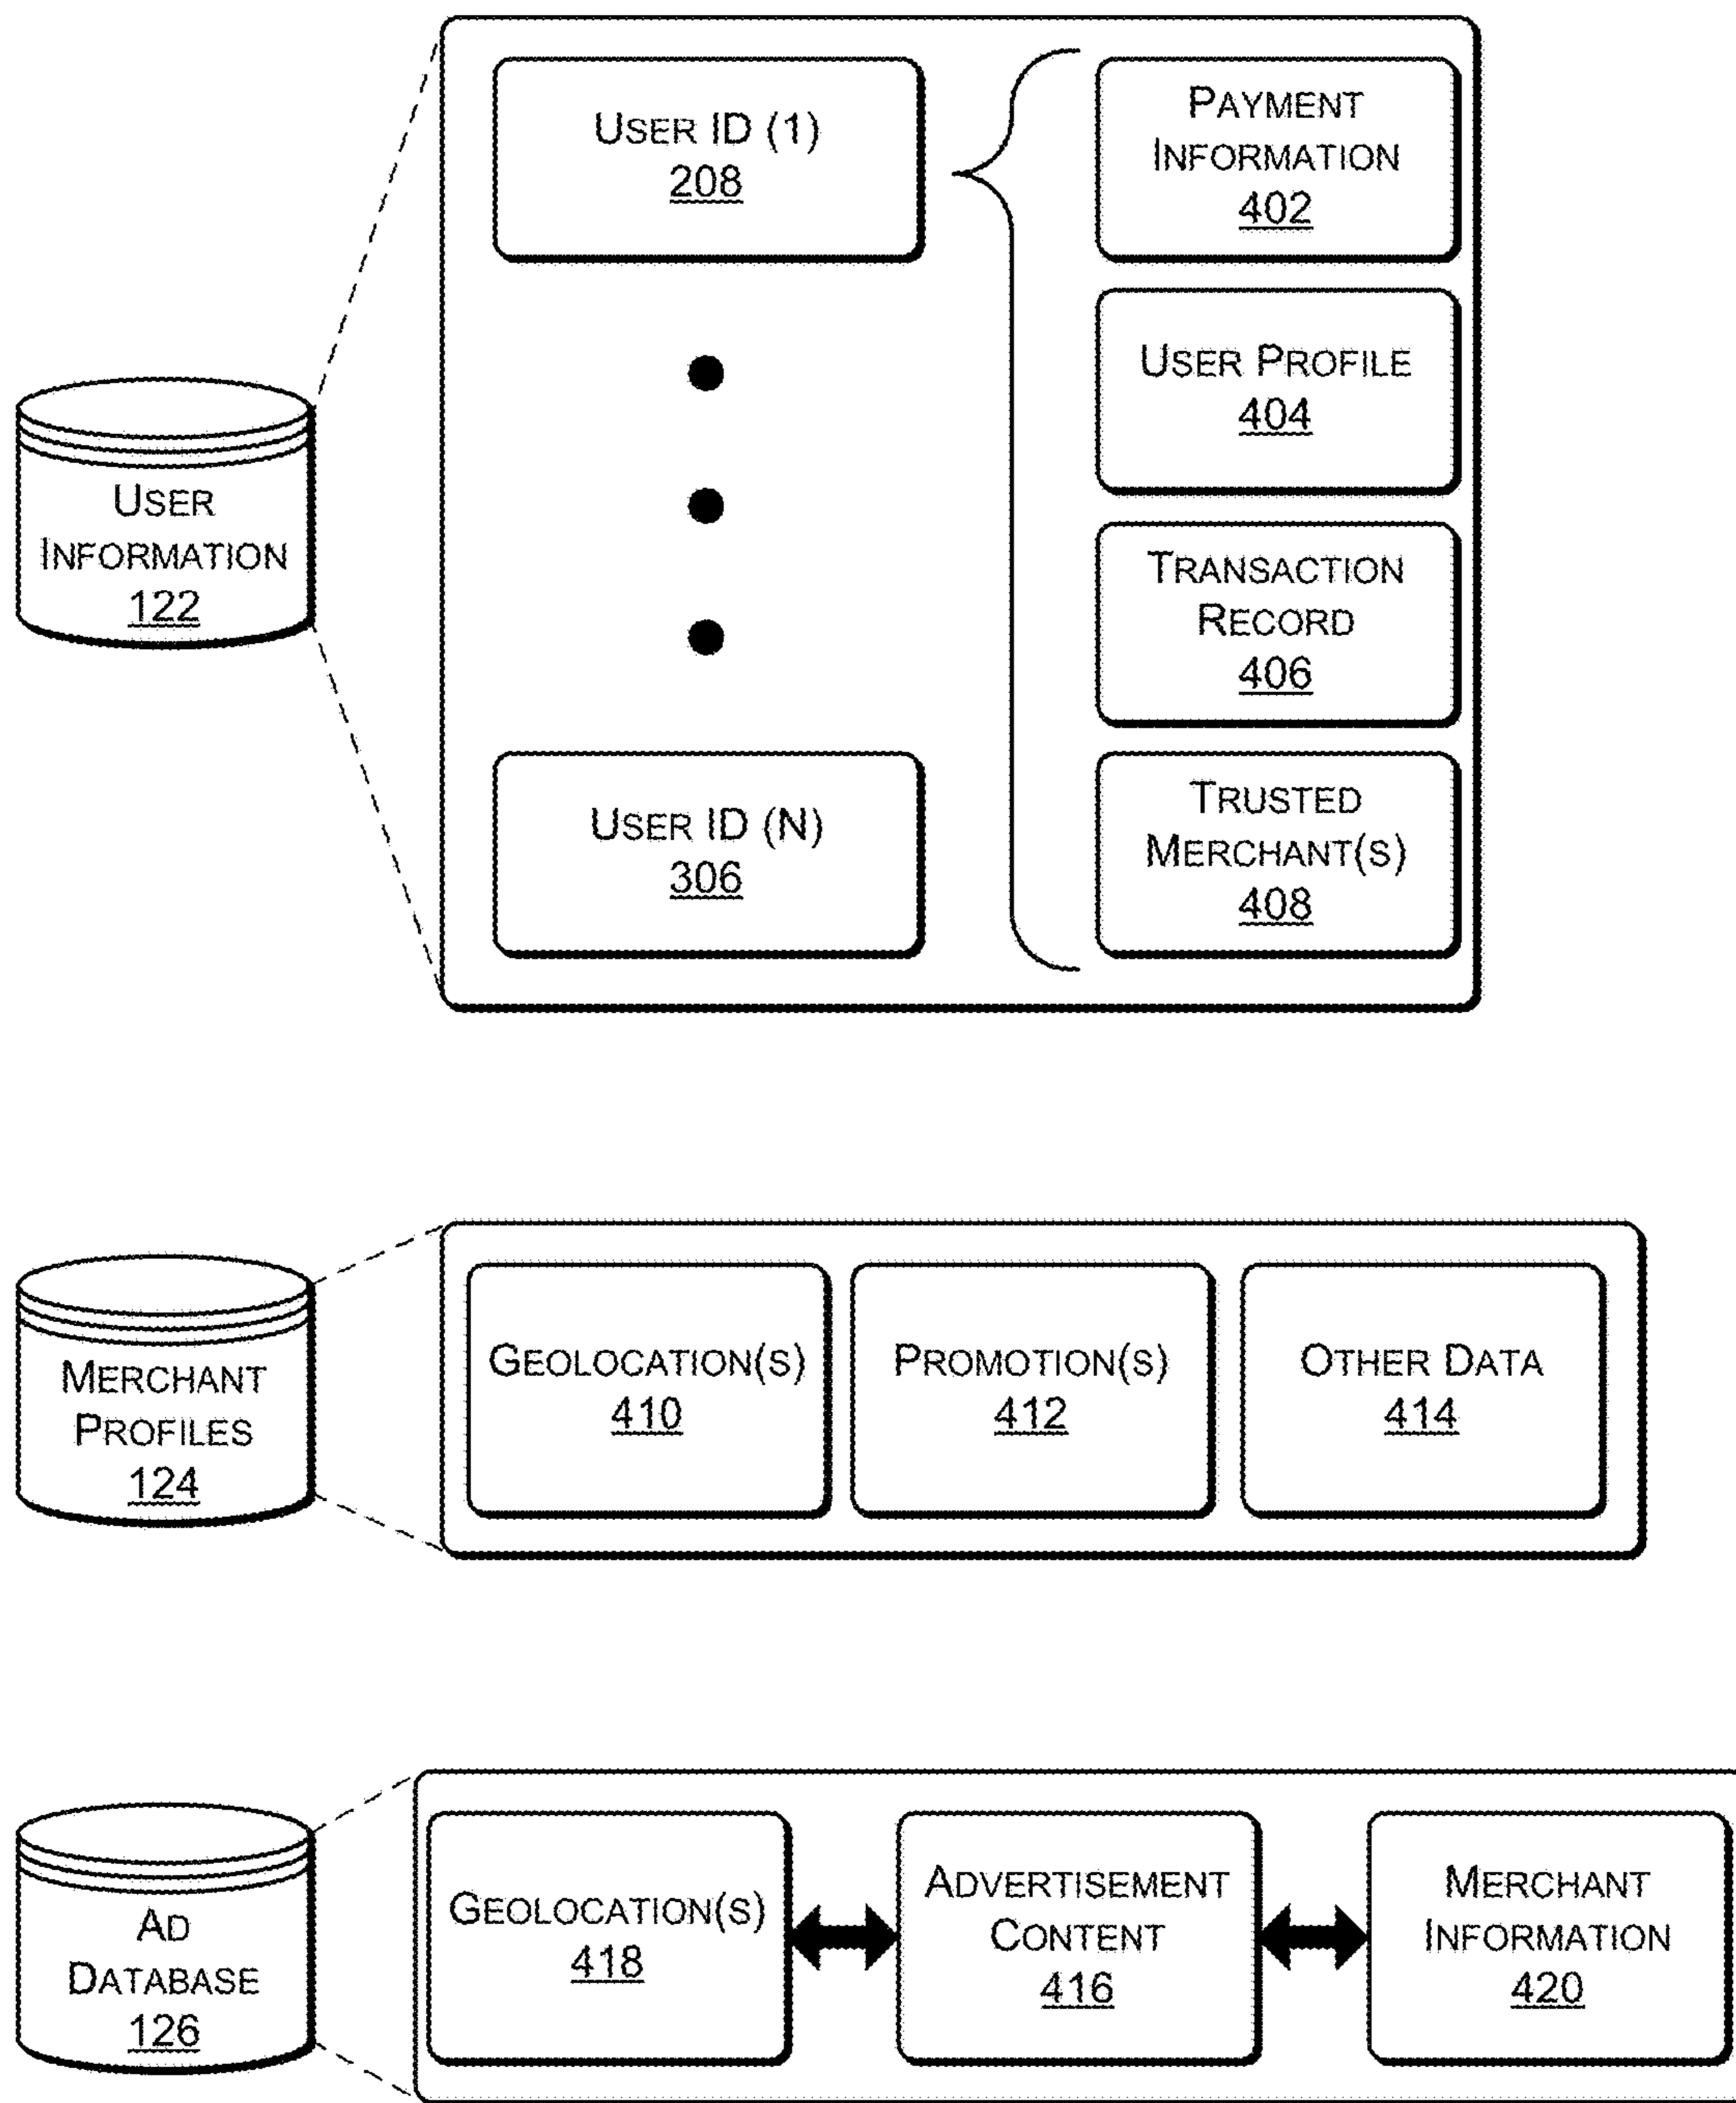 USER ID (1)
208
PAYMENT
INFORMATION
402
USER PROFILE
404
USER
INFORMATION
122
TRANSACTION
RECORD
406
USER ID (N)
306
TRUSTED
MERCHANT(S)
408
MERCHANT
PROFILES
124
GEOLOCATION(S)
410
PROMOTION(S)
412
OTHER DATA
414
AD
DATABASE
126
GEOLOCATION(S)
418
ADVERTISEMENT
CONTENT
416
MERCHANT
INFORMATION
420